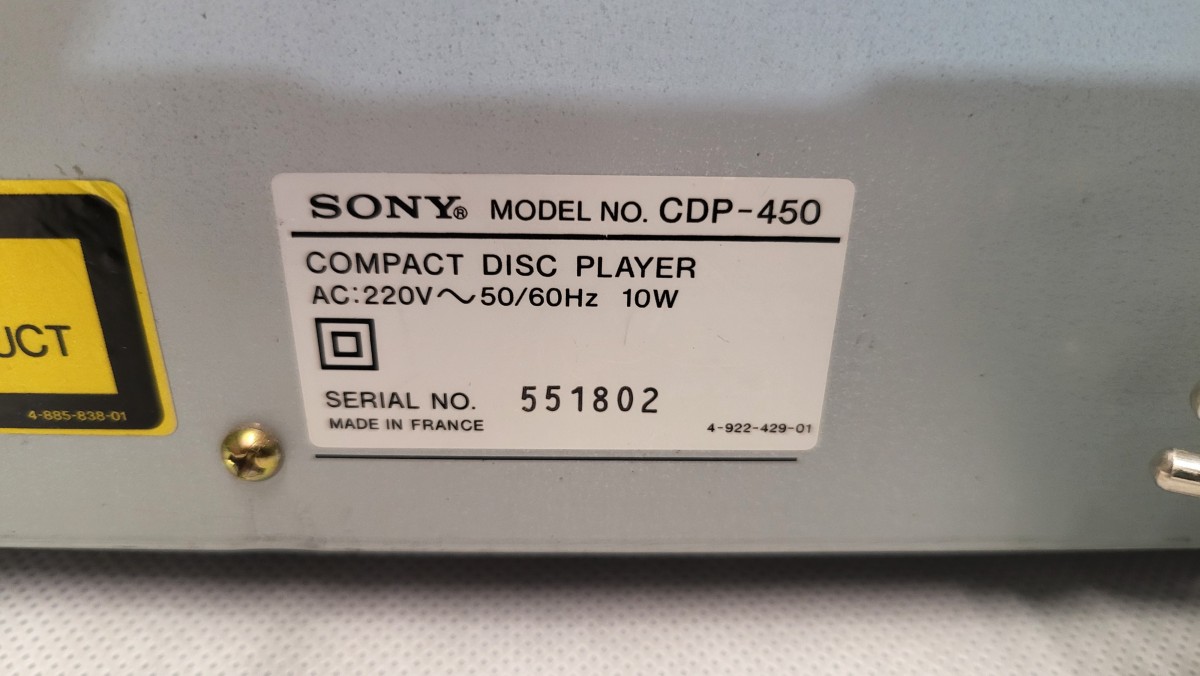 SONY® MODEL NO. CDP-450
COMPACT DISC PLAYER
AC:220V～50/60Hz 10W
SERIAL NO. 551802
MADE IN FRANCE 4-922-429-01
4-885-838-01